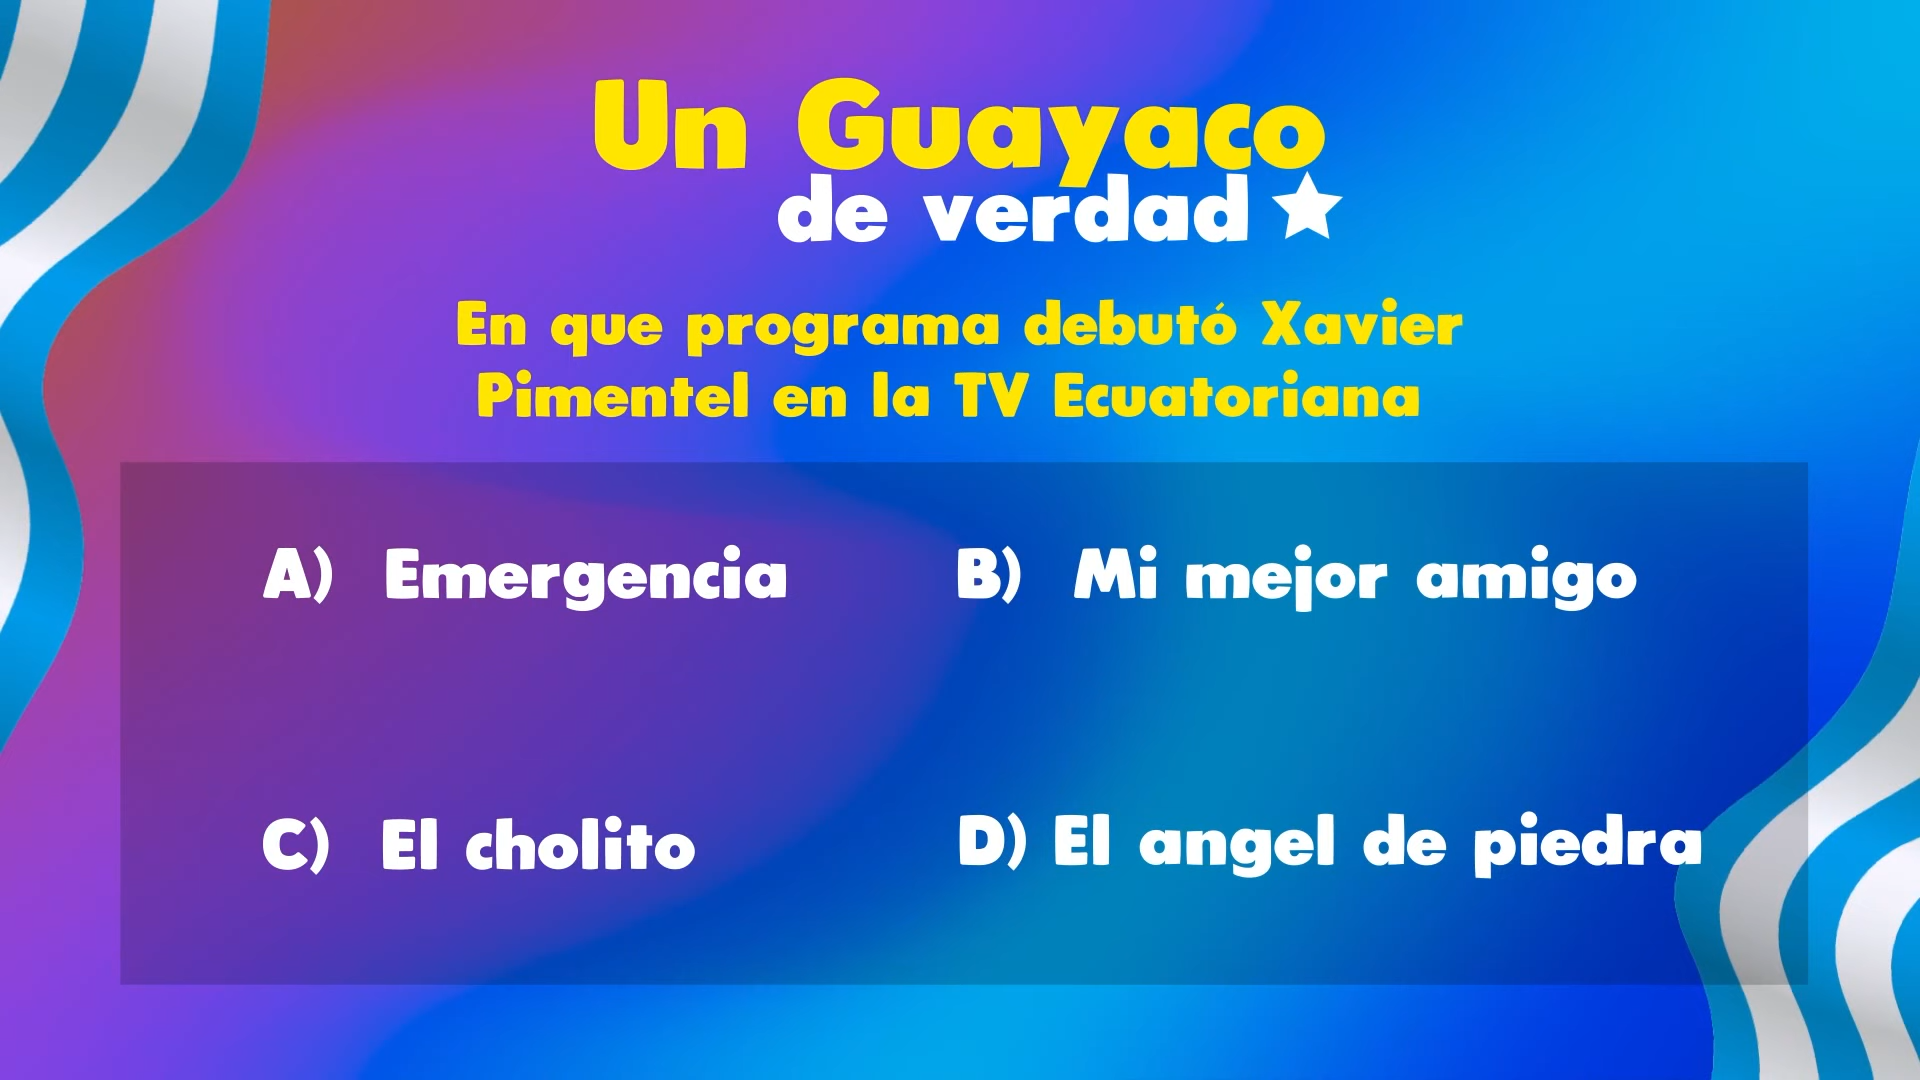 Un Guayaco
de verdad
En que programa debutó Xavier
Pimentel en la TV Ecuatoriana
A) Emergencia
B) Mi mejor amigo
C) El cholito
D) El angel de piedra